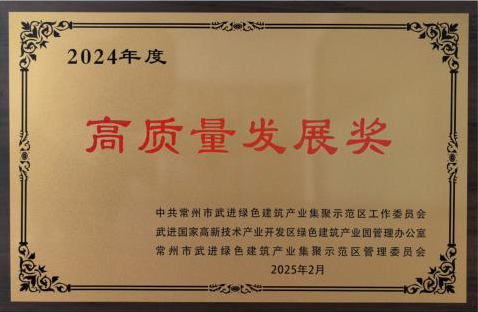 2024年度
高质量发展奖
中共常州市武进绿色建筑产业集聚示范区工作委员会
武进国家高新技术产业开发区绿色建筑产业园管理办公室
常州市武进绿色建筑产业集聚示范区管理委员会
2025年2月